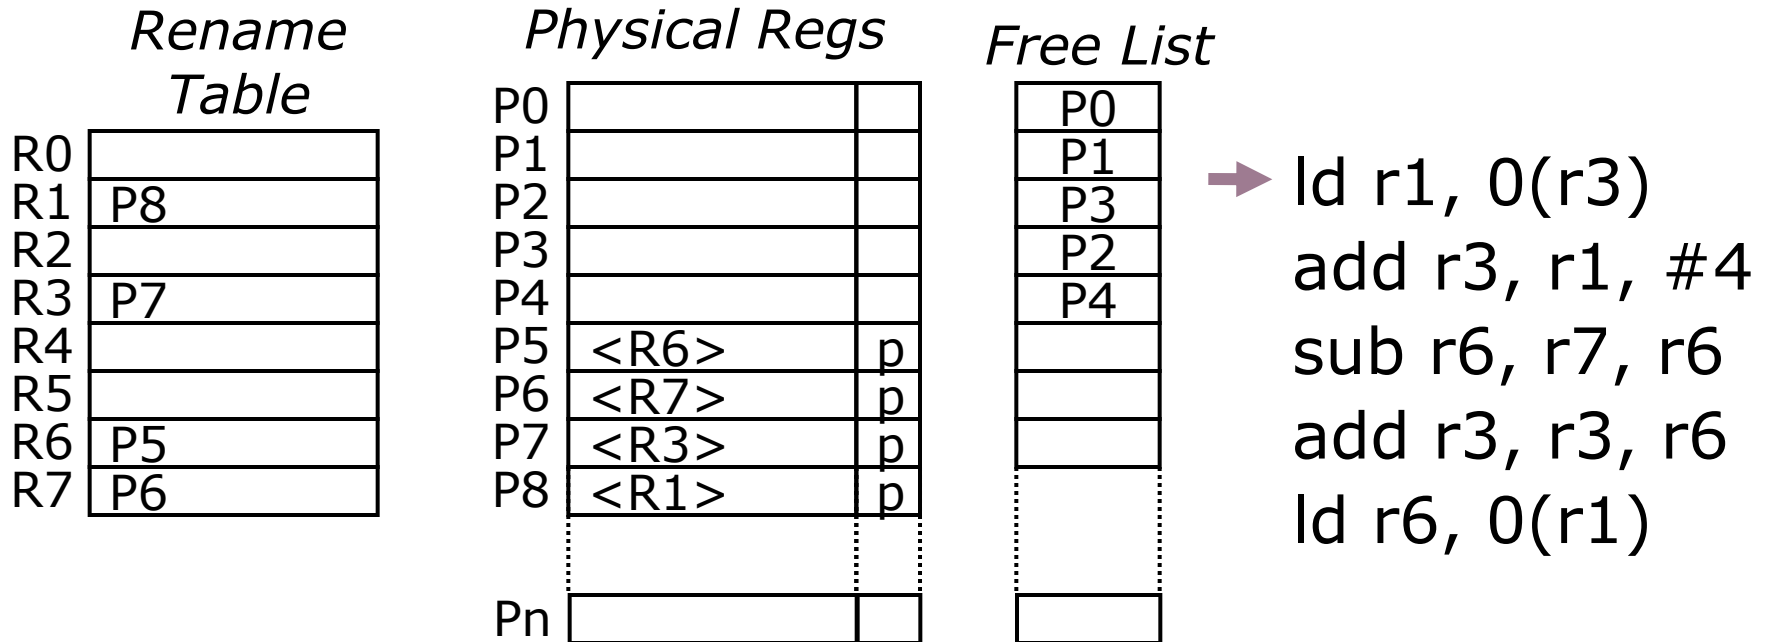 Rename
Table
R0
R1 P8
R2
R3 P7
R4
R5
R6 P5
R7 P6
Physical Regs
P0
P1
P2
P3
P4
P5 <R6> p
P6 <R7> p
P7 <R3> p
P8 <R1> p
Pn
Free List
P0
P1
P3
P2
P4
ld r1, 0(r3)
add r3, r1, #4
sub r6, r7, r6
add r3, r3, r6
ld r6, 0(r1)